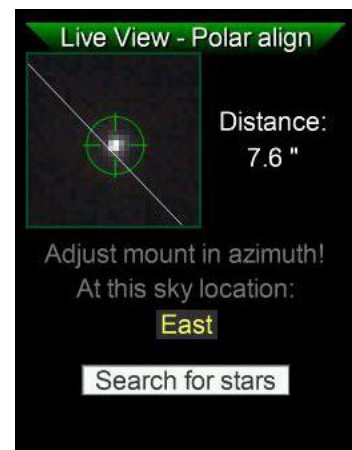 Live View - Polar align
Distance:
7.6 "
Adjust mount in azimuth!
At this sky location:
East
Search for stars